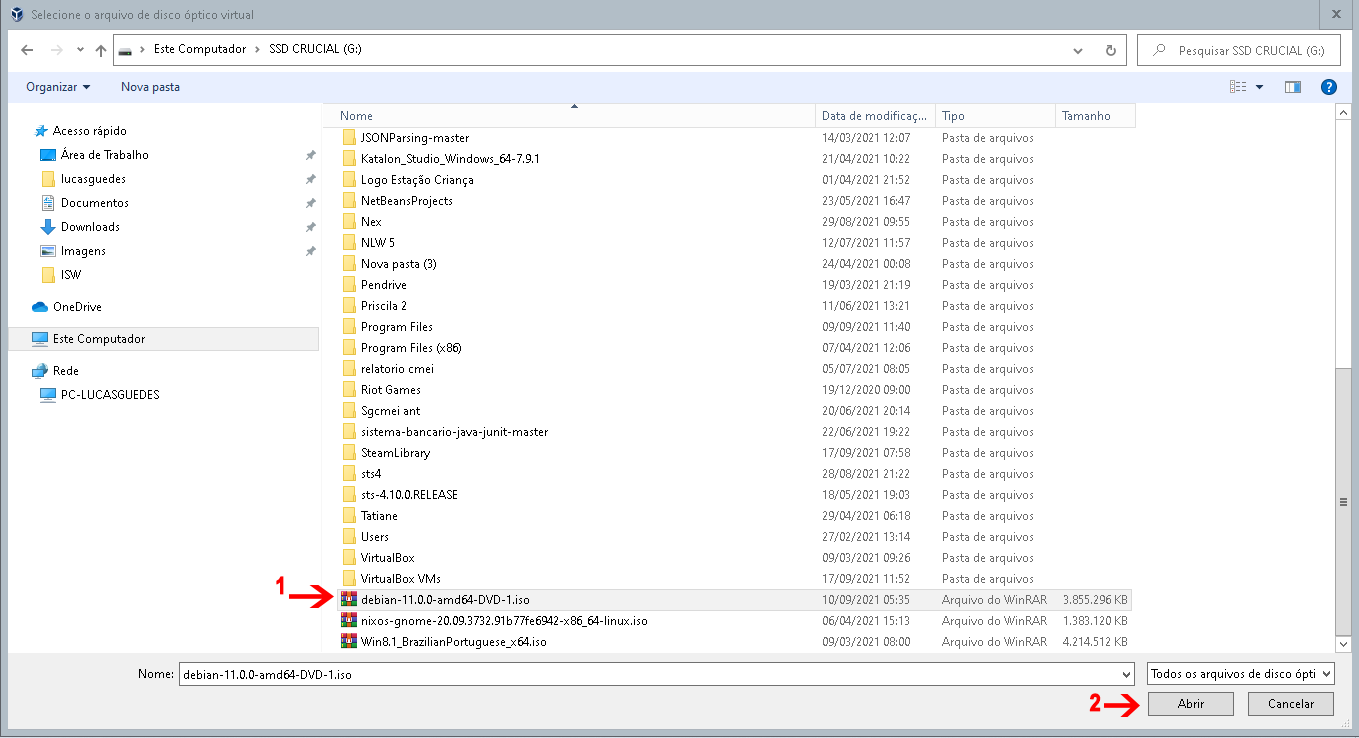 Selecione o arquivo de disco óptico virtual
Este Computador > SSD CRUCIAL (G:)
Pesquisar SSD CRUCIAL (G:)
Organizar
Nova pasta
Acesso rápido
Área de Trabalho
lucasguedes
Documentos
Downloads
Imagens
ISW
OneDrive
Este Computador
Rede
PC-LUCASGUEDES
Nome Data de modificaç... Tipo Tamanho
JSONParsing-master 14/03/2021 12:07 Pasta de arquivos
Katalon_Studio_Windows_64-7.9.1 21/04/2021 10:22 Pasta de arquivos
Logo Estação Criança 01/04/2021 21:52 Pasta de arquivos
NetBeansProjects 23/05/2021 16:47 Pasta de arquivos
Nex 29/08/2021 09:55 Pasta de arquivos
NLW 5 12/07/2021 11:57 Pasta de arquivos
Nova pasta (3) 24/04/2021 00:08 Pasta de arquivos
Pendrive 19/03/2021 21:19 Pasta de arquivos
Priscila 2 11/06/2021 13:21 Pasta de arquivos
Program Files 09/09/2021 11:40 Pasta de arquivos
Program Files (x86) 07/04/2021 12:06 Pasta de arquivos
relatorio cmei 05/07/2021 08:05 Pasta de arquivos
Riot Games 19/12/2020 09:00 Pasta de arquivos
Sgcmei ant 20/06/2021 20:14 Pasta de arquivos
sistema-bancario-java-junit-master 22/06/2021 19:22 Pasta de arquivos
SteamLibrary 17/09/2021 07:58 Pasta de arquivos
sts4 28/08/2021 21:22 Pasta de arquivos
sts-4.10.0.RELEASE 18/05/2021 19:03 Pasta de arquivos
Tatiane 29/04/2021 06:18 Pasta de arquivos
Users 27/02/2021 13:14 Pasta de arquivos
VirtualBox 09/03/2021 09:26 Pasta de arquivos
VirtualBox VMs 17/09/2021 11:52 Pasta de arquivos
1
debian-11.0.0-amd64-DVD-1.iso 10/09/2021 05:35 Arquivo do WinRAR 3.855.296 KB
nixos-gnome-20.09.3732.91b77fe6942-x86_64-linux.iso 06/04/2021 15:13 Arquivo do WinRAR 1.383.120 KB
Win8.1_BrazilianPortuguese_x64.iso 09/03/2021 08:00 Arquivo do WinRAR 4.214.512 KB
Nome: debian-11.0.0-amd64-DVD-1.iso
Todos os arquivos de disco ópti
2
Abrir
Cancelar